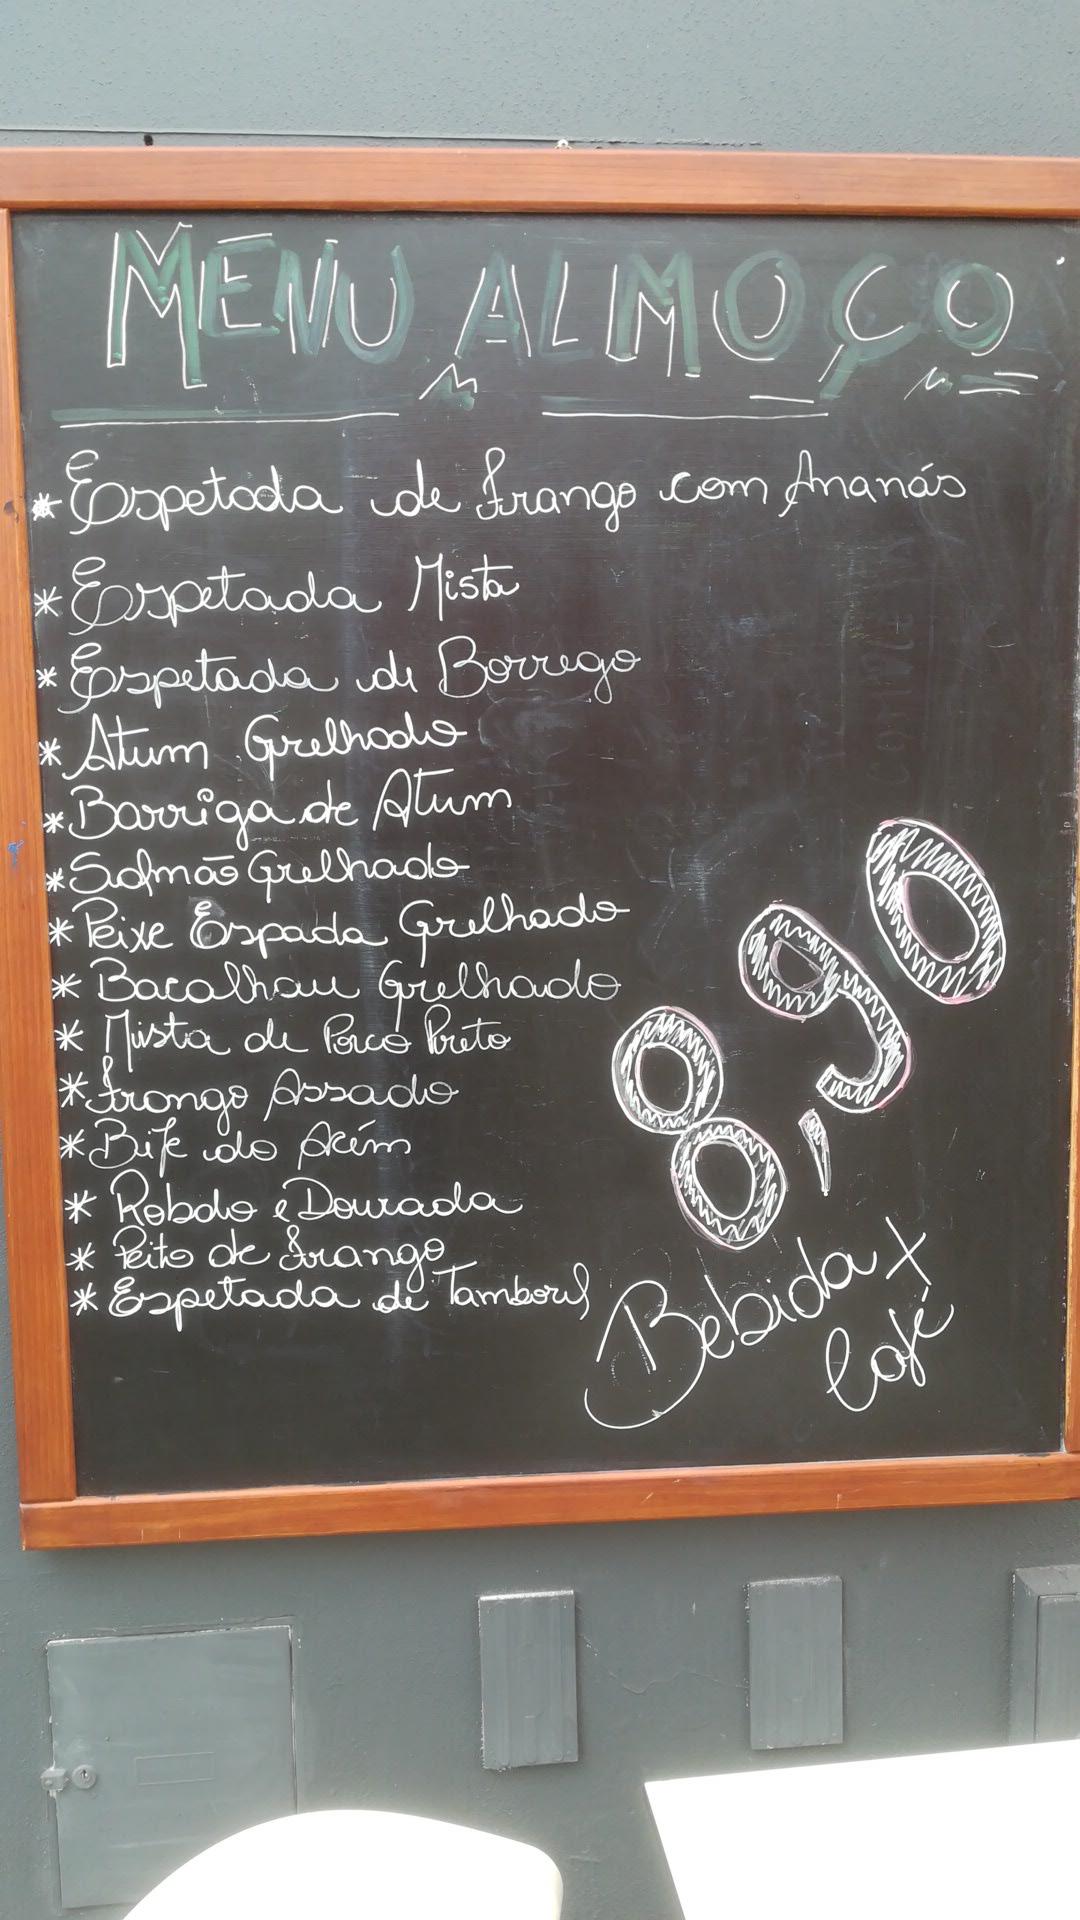 MENU ALMOÇO
* Espetada de Frango com Ananás
* Espetada Mista
* Espetada de Borrego
* Atum Grelhado
* Barriga de Atum
* Salmão Grelhado
* Peixe Espada Grelhado
* Bacalhau Grelhado
* Mista de Porco Preto
* Frango Assado
* Bife do Acém
* Robalo e Dourada
* Peito de Frango
* Espetada de Tamboril
8,90
Bebida +
Café